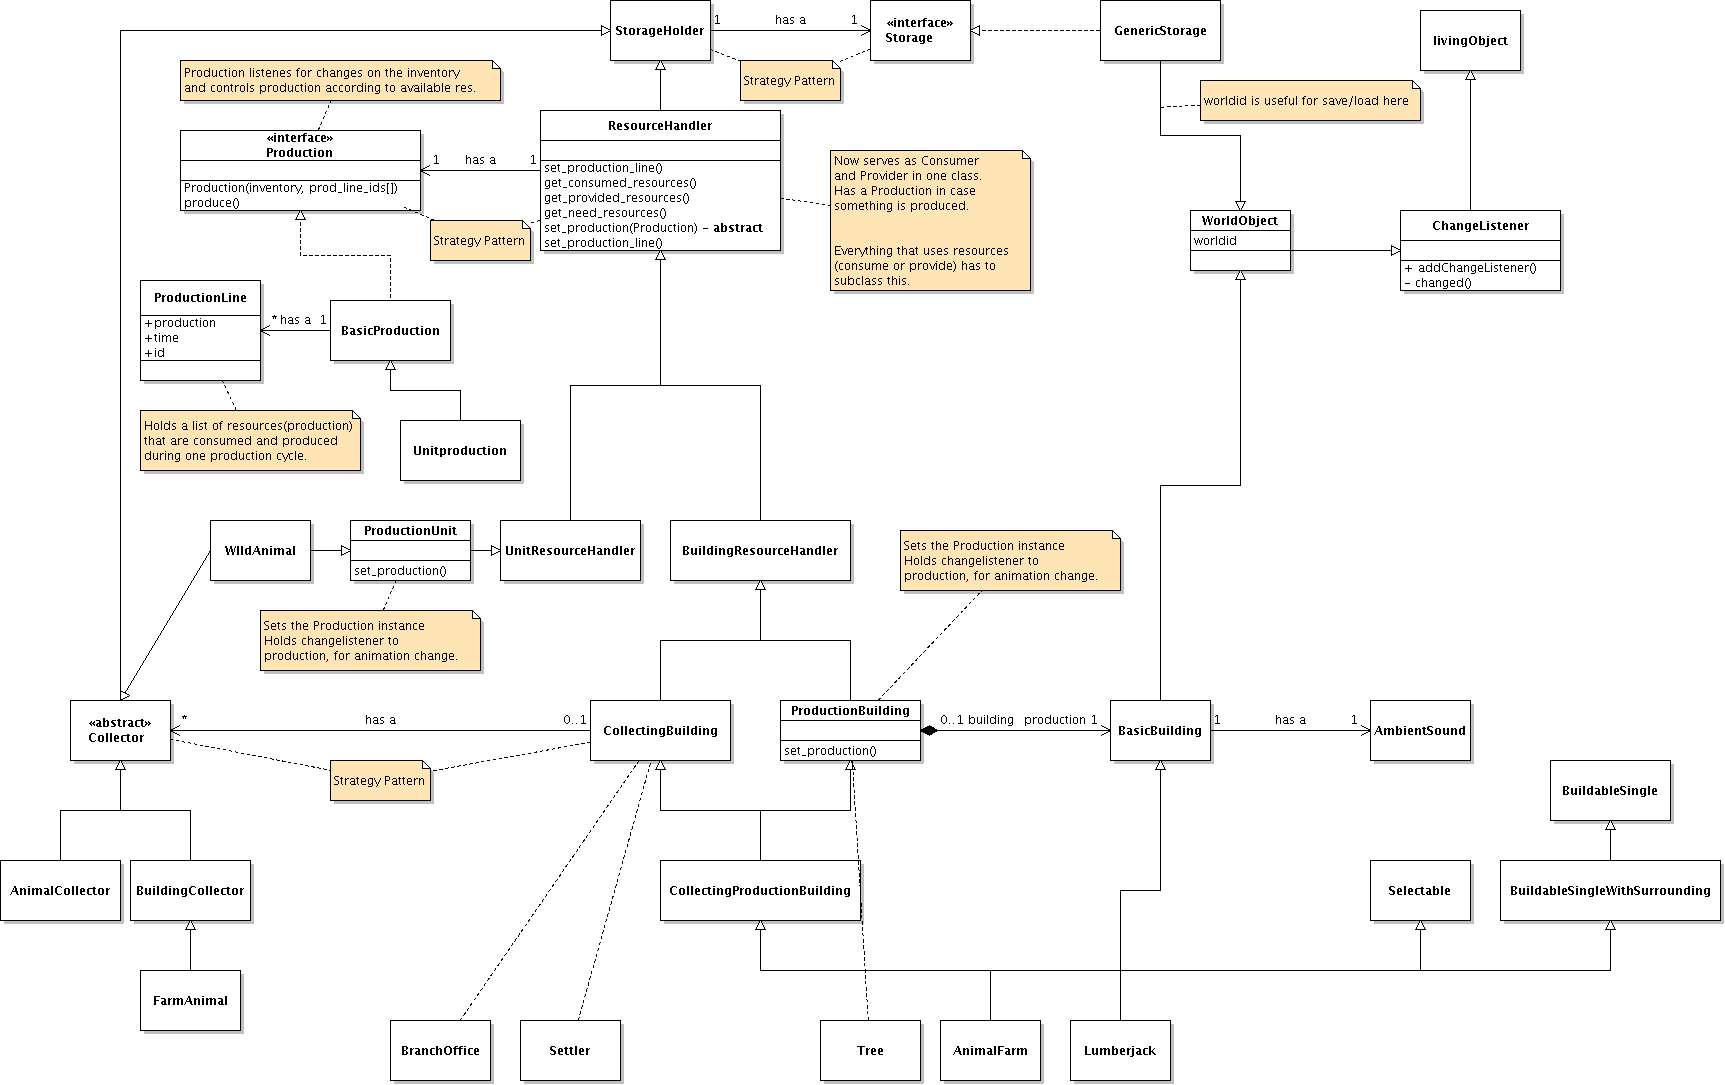 StorageHolder
1
has a
1
«interface»
Storage
GenericStorage
livingObject
Strategy Pattern
Production listenes for changes on the inventory
and controls production according to available res.
worldid is useful for save/load here
«interface»
Production
Production(inventory, prod_line_ids[])
produce()
1
has a
1
ResourceHandler
set_production_line()
get_consumed_resources()
get_provided_resources()
get_need_resources()
set_production(Production) - abstract
set_production_line()
Now serves as Consumer
and Provider in one class.
Has a Production in case
something is produced.
Everything that uses resources
(consume or provide) has to
subclass this.
Strategy Pattern
WorldObject
worldid
ChangeListener
+ addChangeListener()
- changed()
ProductionLine
+production
+time
+id
* has a 1
BasicProduction
Holds a list of resources(production)
that are consumed and produced
during one production cycle.
Unitproduction
WIldAnimal
ProductionUnit
set_production()
UnitResourceHandler
BuildingResourceHandler
Sets the Production instance
Holds changelistener to
production, for animation change.
Sets the Production instance
Holds changelistener to
production, for animation change.
«abstract»
Collector
*
has a
0..1
CollectingBuilding
ProductionBuilding
set_production()
0..1 building production 1
BasicBuilding
1
has a
1
AmbientSound
Strategy Pattern
BuildableSingle
AnimalCollector
BuildingCollector
CollectingProductionBuilding
Selectable
BuildableSingleWithSurrounding
FarmAnimal
BranchOffice
Settler
Tree
AnimalFarm
Lumberjack